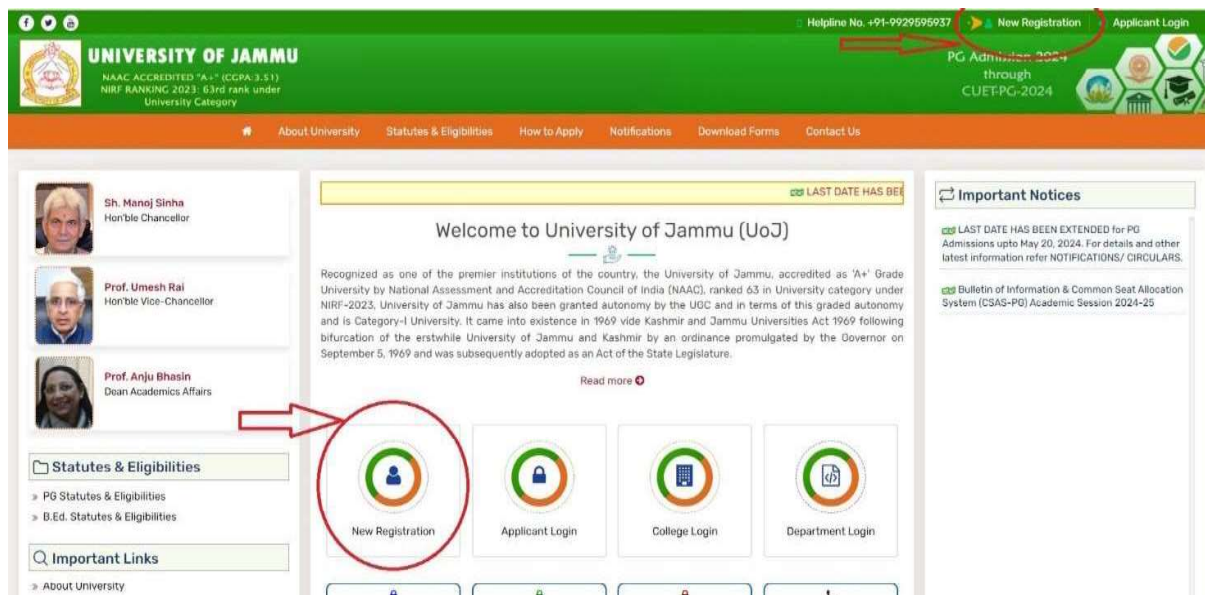 Helpline No. +91-9929595937
New Registration
Applicant Login
UNIVERSITY OF JAMMU
NAAC ACCREDITED "A+" (CGPA:3.51)
NIRF RANKING 2023: 63rd rank under
University Category
PG Admission 2024
through
CUET-PG-2024
About University
Statutes & Eligibilities
How to Apply
Notifications
Download Forms
Contact Us
Sh. Manoj Sinha
Hon'ble Chancellor
Prof. Umesh Rai
Hon'ble Vice-Chancellor
Prof. Anju Bhasin
Dean Academics Affairs
Statutes & Eligibilities
» PG Statutes & Eligibilities
» B.Ed. Statutes & Eligibilities
Important Links
» About University
LAST DATE HAS BEE
Welcome to University of Jammu (UoJ)
Recognized as one of the premier institutions of the country, the University of Jammu, accredited as 'A+' Grade
University by National Assessment and Accreditation Council of India (NAAC), ranked 63 in University category under
NIRF-2023, University of Jammu has also been granted autonomy by the UGC and in terms of this graded autonomy
and is Category-I University. It came into existence in 1969 vide Kashmir and Jammu Universities Act 1969 following
bifurcation of the erstwhile University of Jammu and Kashmir by an ordinance promulgated by the Governor on
September 5, 1969 and was subsequently adopted as an Act of the State Legislature.
Read more
New Registration
Applicant Login
College Login
Department Login
Important Notices
LAST DATE HAS BEEN EXTENDED for PG
Admissions upto May 20, 2024. For details and other
latest information refer NOTIFICATIONS/ CIRCULARS.
Bulletin of Information & Common Seat Allocation
System (CSAS-PG) Academic Session 2024-25